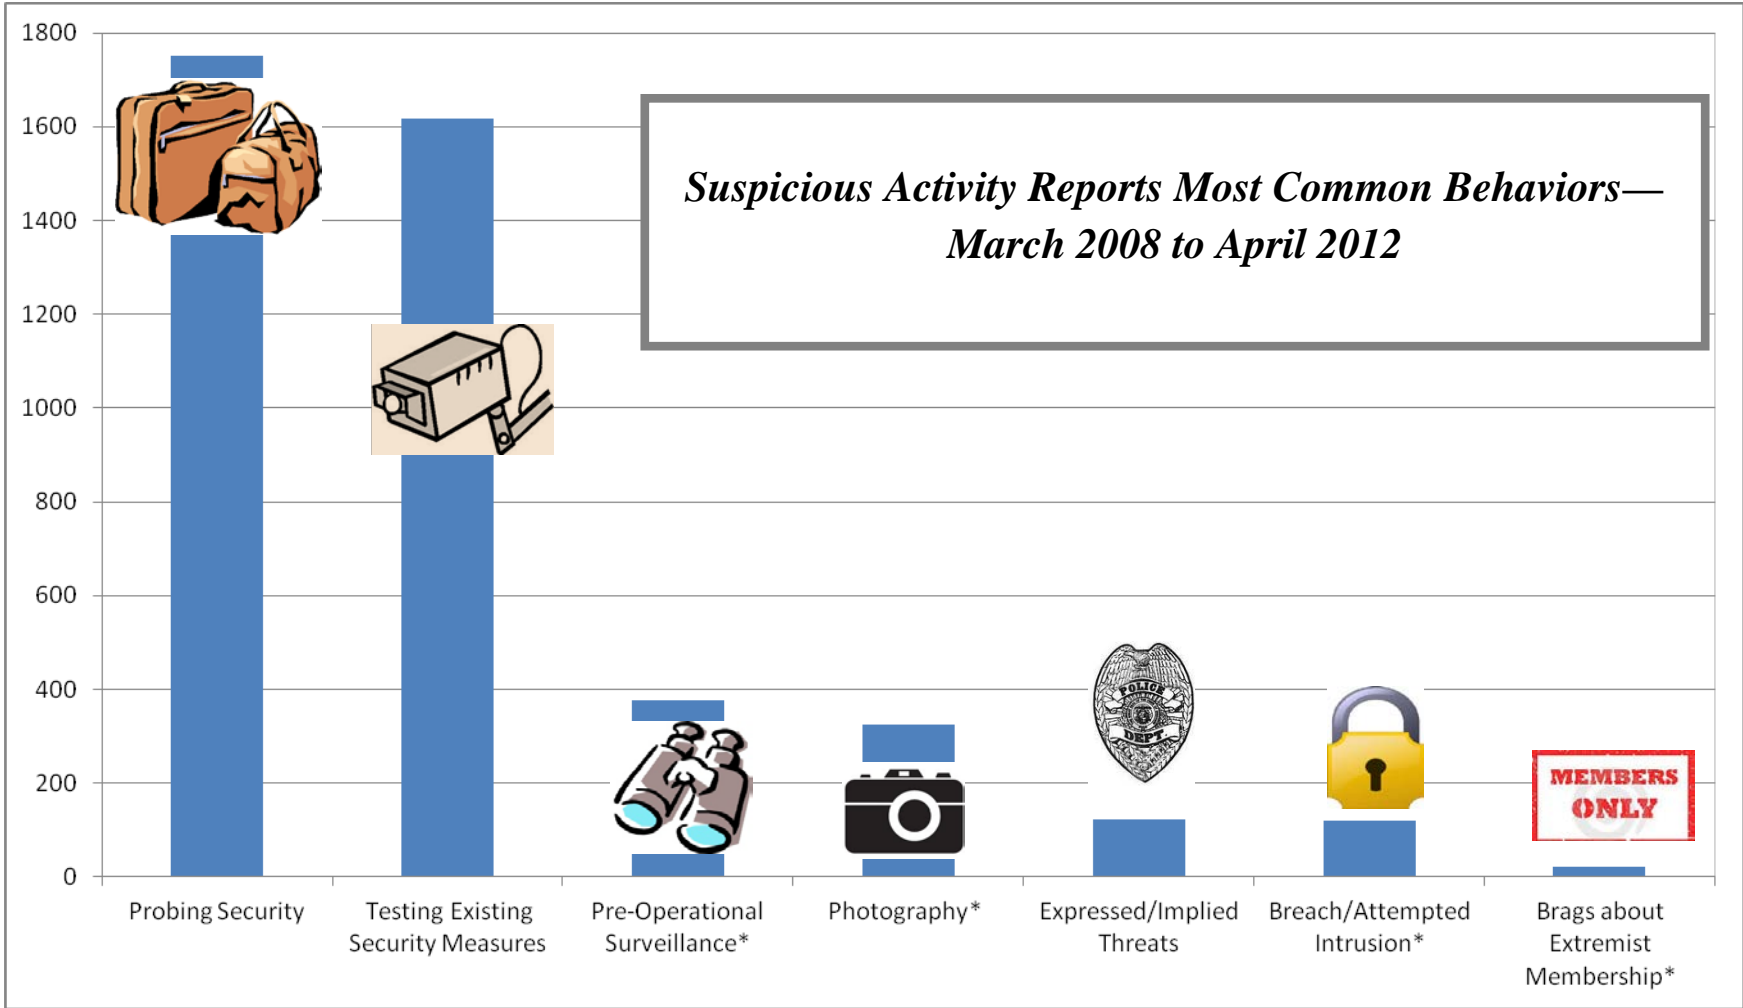 1800
1600
1400
1200
1000
800
600
400
200
0
Suspicious Activity Reports Most Common Behaviors—
March 2008 to April 2012
POLICE
DEPT
MEMBERS
ONLY
Probing Security
Testing Existing
Security Measures
Pre-Operational
Surveillance*
Photography*
Expressed/Implied
Threats
Breach/Attempted
Intrusion*
Brags about
Extremist
Membership*